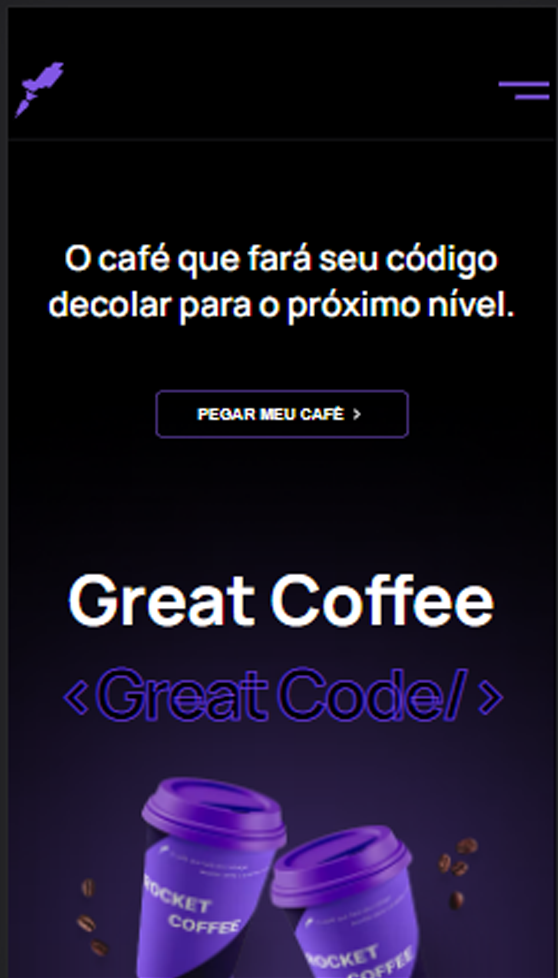 O café que fará seu código
decolar para o próximo nível.
PEGAR MEU CAFÉ >
Great Coffee
<Great Code/ >
ROCKET
COFFEE
ROCKET
COFFEE